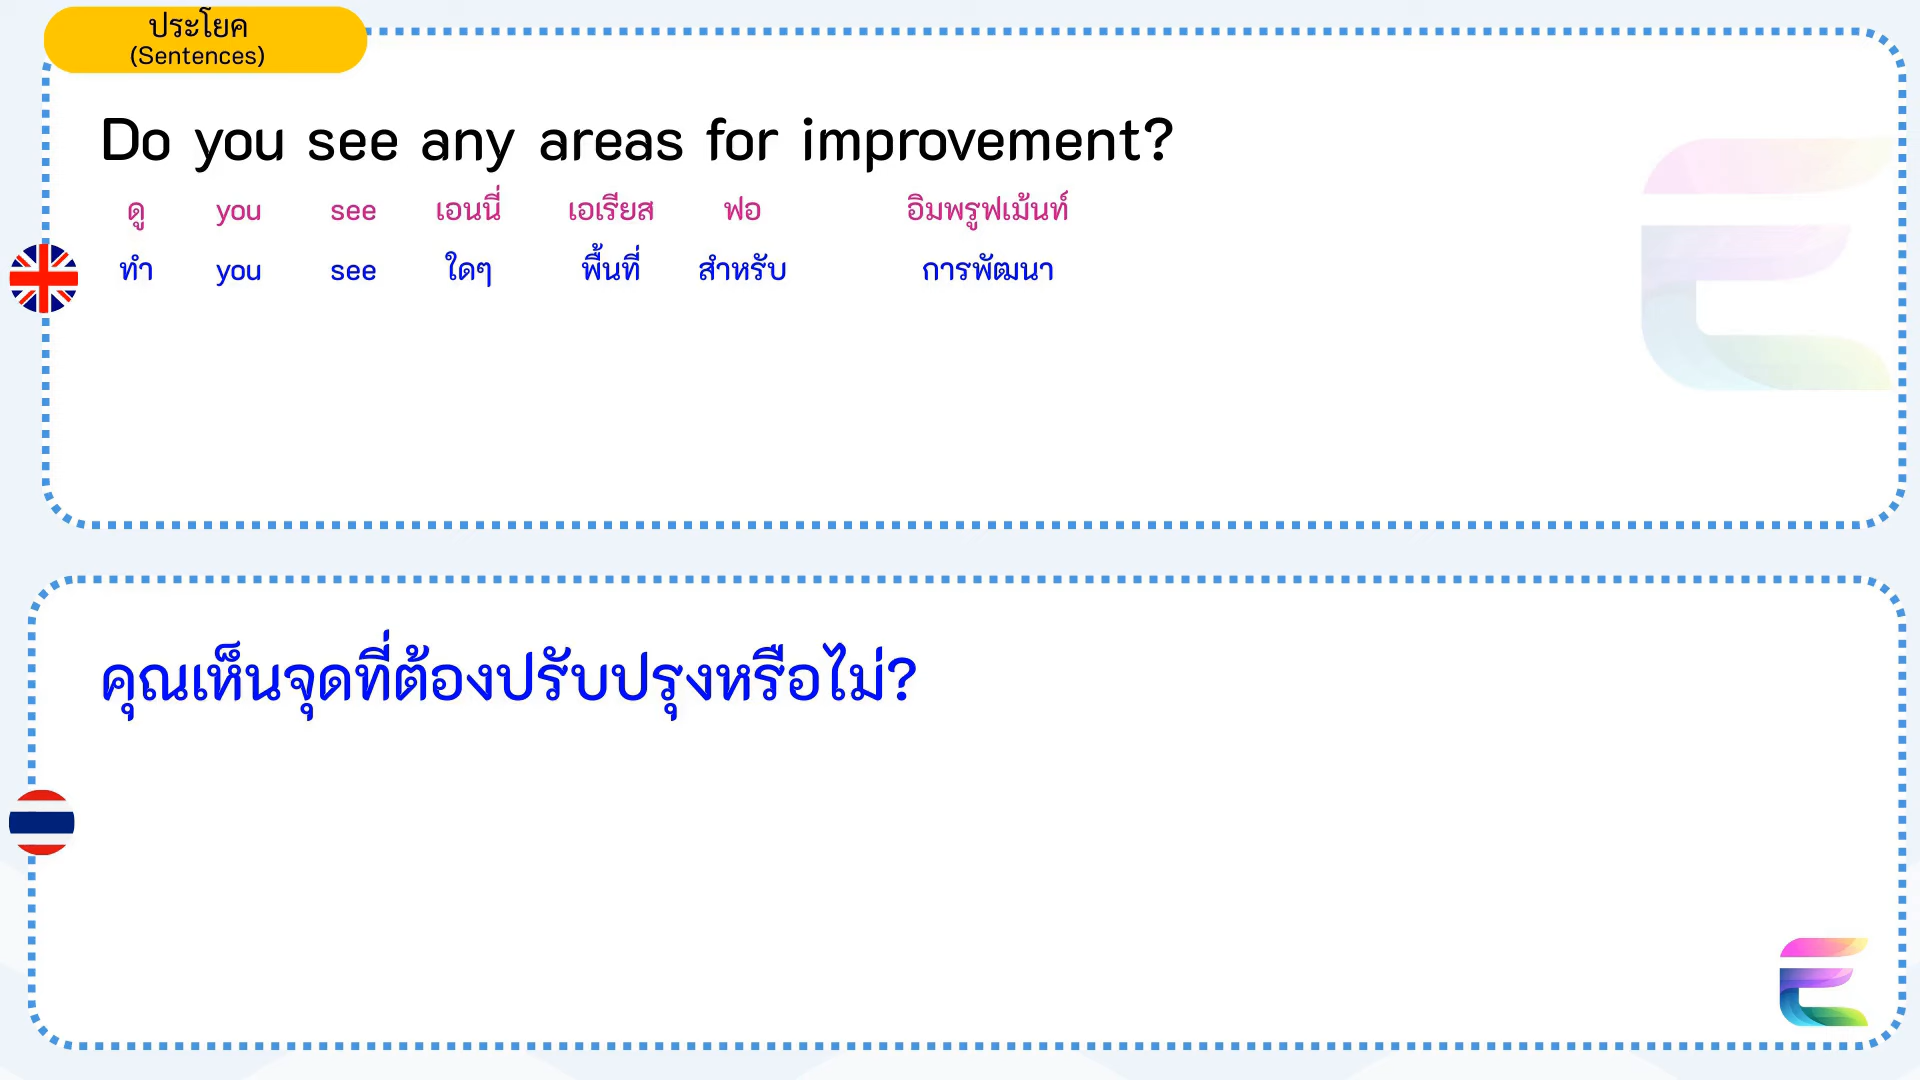 ประโยค
(Sentences)
Do you see any areas for improvement?
ดู you see เอนนี่ เอเรียส ฟอ อิมพรูฟเม้นท์
ทำ you see ใดๆ พื้นที่ สำหรับ การพัฒนา
คุณเห็นจุดที่ต้องปรับปรุงหรือไม่?